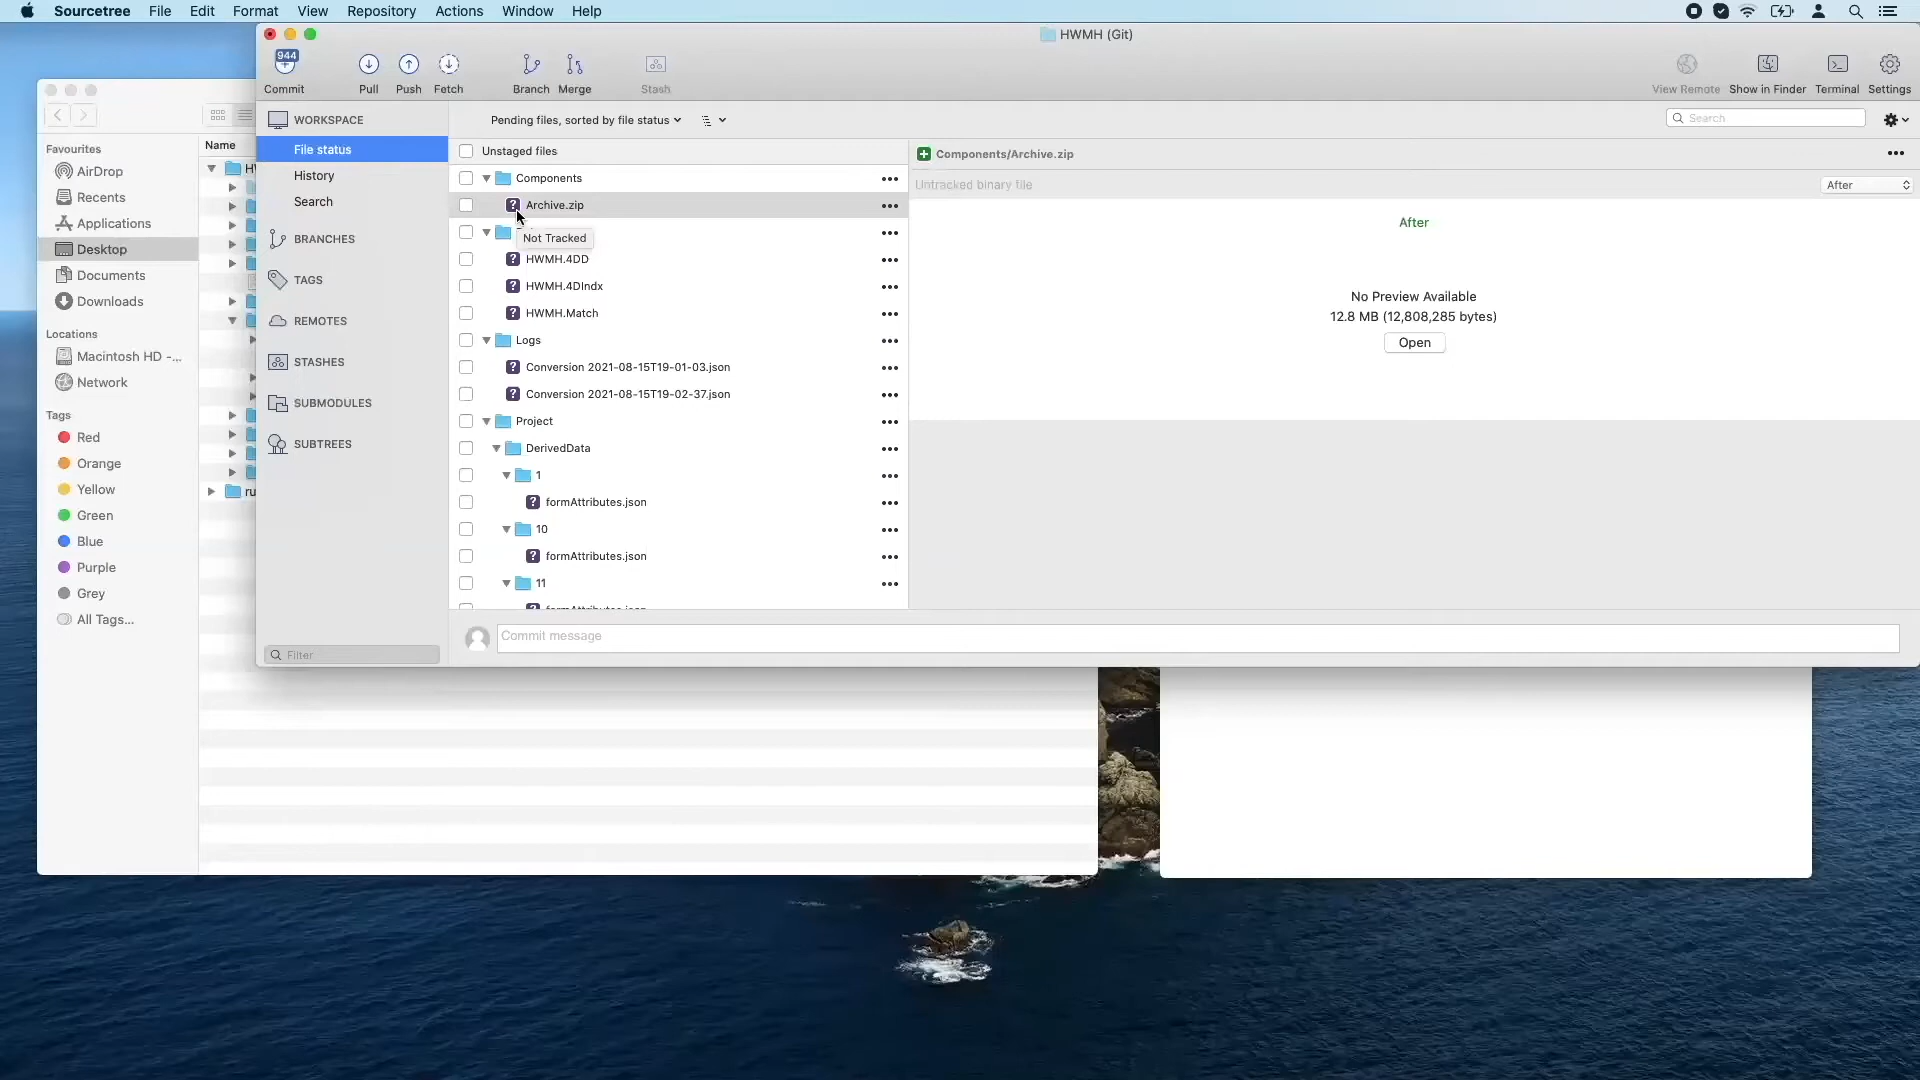 Sourcetree File Edit Format View Repository Actions Window Help
HWMH (Git)
944
Commit Pull Push Fetch Branch Merge Stash View Remote Show in Finder Terminal Settings
Favourites
AirDrop
Recents
Applications
Desktop
Documents
Downloads
Locations
Macintosh HD -...
Network
Tags
Red
Orange
Yellow
Green
Blue
Purple
Grey
All Tags...
Name
WORKSPACE
File status
History
Search
BRANCHES
TAGS
REMOTES
STASHES
SUBMODULES
SUBTREES
Filter
Pending files, sorted by file status
Search
Unstaged files
Components
Archive.zip
Not Tracked
HWMH.4DD
HWMH.4DIndx
HWMH.Match
Logs
Conversion 2021-08-15T19-01-03.json
Conversion 2021-08-15T19-02-37.json
Project
DerivedData
1
formAttributes.json
10
formAttributes.json
11
formAttributes.json
Components/Archive.zip
Untracked binary file
After
After
No Preview Available
12.8 MB (12,808,285 bytes)
Open
Commit message